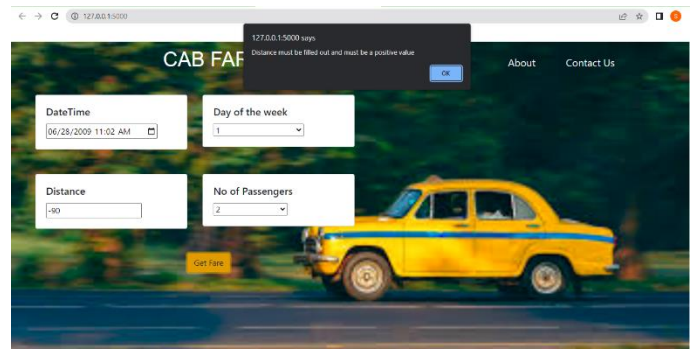 127.0.0.1:5000
127.0.0.1:5000 says
Distance must be filled out and must be a positive value
OK
CAB FAR
About
Contact Us
DateTime
06/28/2009 11:02 AM
Day of the week
1
Distance
-90
No of Passengers
2
Get Fare